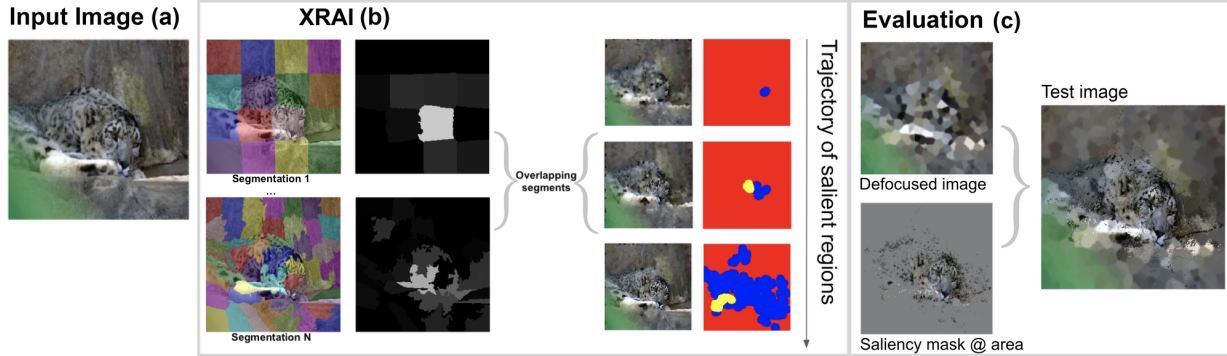 Input Image (a)
XRAI (b)
Segmentation 1
...
Segmentation N
Overlapping
segments
Trajectory of salient regions
Evaluation (c)
Defocused image
Saliency mask @ area
Test image